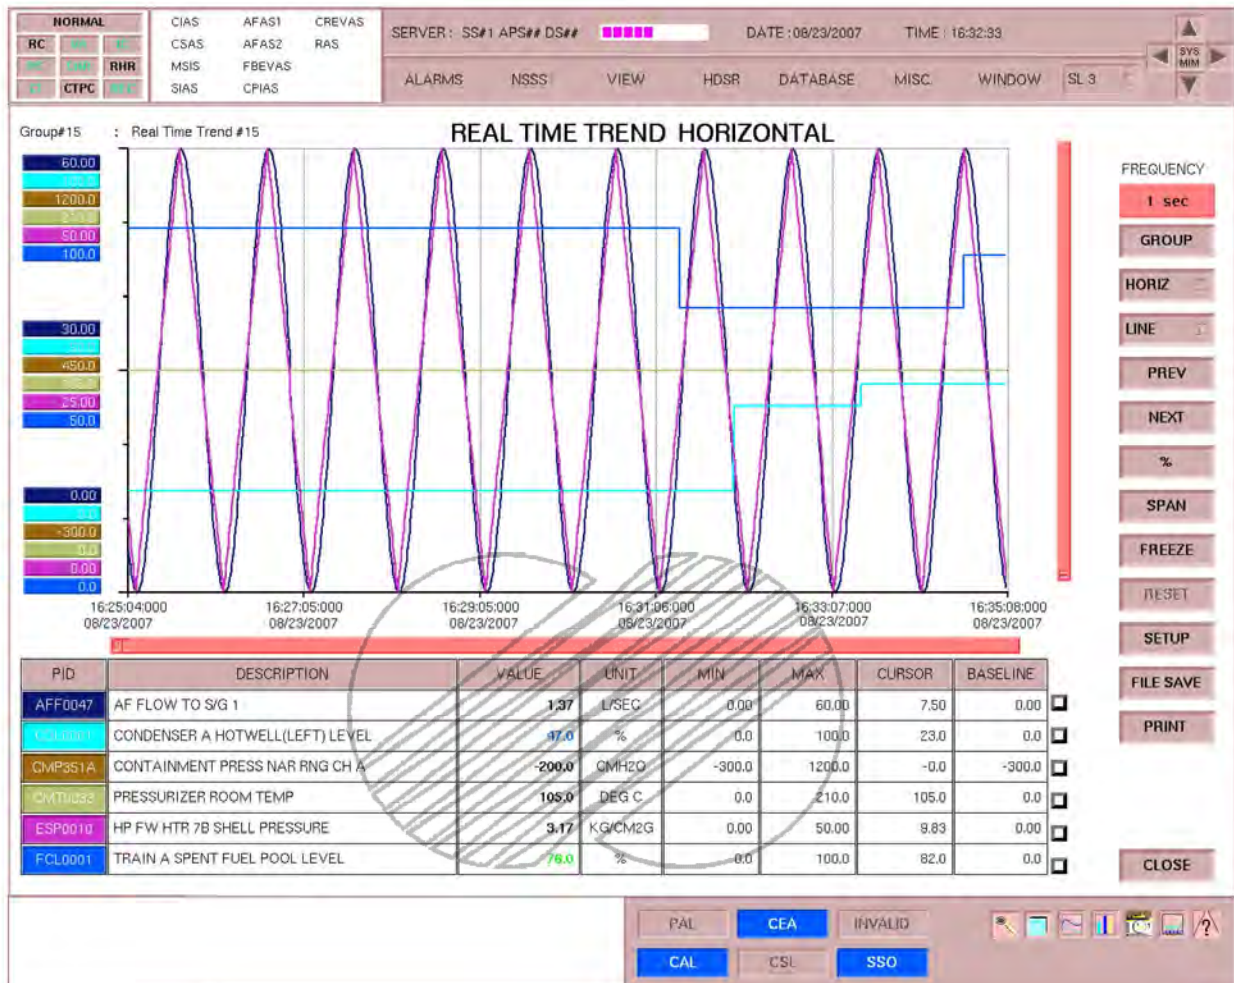 NORMAL
RC
RHR
CTPC
CIAS AFAS1 CREVAS
CSAS AFAS2 RAS
MSIS FBEVAS
SIAS CPIAS
SERVER : SS#1 APS## DS## DATE : 08/23/2007 TIME : 16:32:33
ALARMS NSSS VIEW HDSR DATABASE MISC. WINDOW SL 3
SYS
MIM
Group#15 : Real Time Trend #15
REAL TIME TREND HORIZONTAL
60.00
1200.0
50.00
100.0
30.00
450.0
25.00
50.0
0.00
0.0
-300.0
0.0
0.00
0.0
16:25:04:000 16:27:05:000 16:29:05:000 16:31:06:000 16:33:07:000 16:35:08:000
08/23/2007 08/23/2007 08/23/2007 08/23/2007 08/23/2007 08/23/2007
FREQUENCY
1 sec
GROUP
HORIZ
LINE
PREV
NEXT
%
SPAN
FREEZE
RESET
SETUP
FILE SAVE
PRINT
CLOSE
PID DESCRIPTION VALUE UNIT MIN MAX CURSOR BASELINE
AFF0047 AF FLOW TO S/G 1 1.37 L/SEC 0.00 60.00 7.50 0.00
CONDENSER A HOTWELL(LEFT) LEVEL 47.0 % 0.0 100.0 23.0 0.0
CMP351A CONTAINMENT PRESS NAR RNG CH A -200.0 CMH2O -300.0 1200.0 -0.0 -300.0
PRESSURIZER ROOM TEMP 105.0 DEG C 0.0 210.0 105.0 0.0
ESP0010 HP FW HTR 7B SHELL PRESSURE 3.17 KG/CM2G 0.00 50.00 9.83 0.00
FCL0001 TRAIN A SPENT FUEL POOL LEVEL 76.0 % 0.0 100.0 82.0 0.0
PAL CEA INVALID
CAL CSL SSO